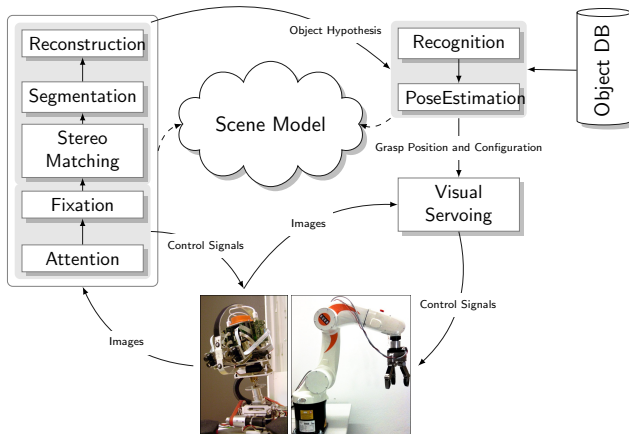 Reconstruction
Segmentation
Stereo
Matching
Fixation
Attention
Object Hypothesis
Recognition
PoseEstimation
Object DB
Scene Model
Grasp Position and Configuration
Visual
Servoing
Images
Control Signals
Control Signals
Images